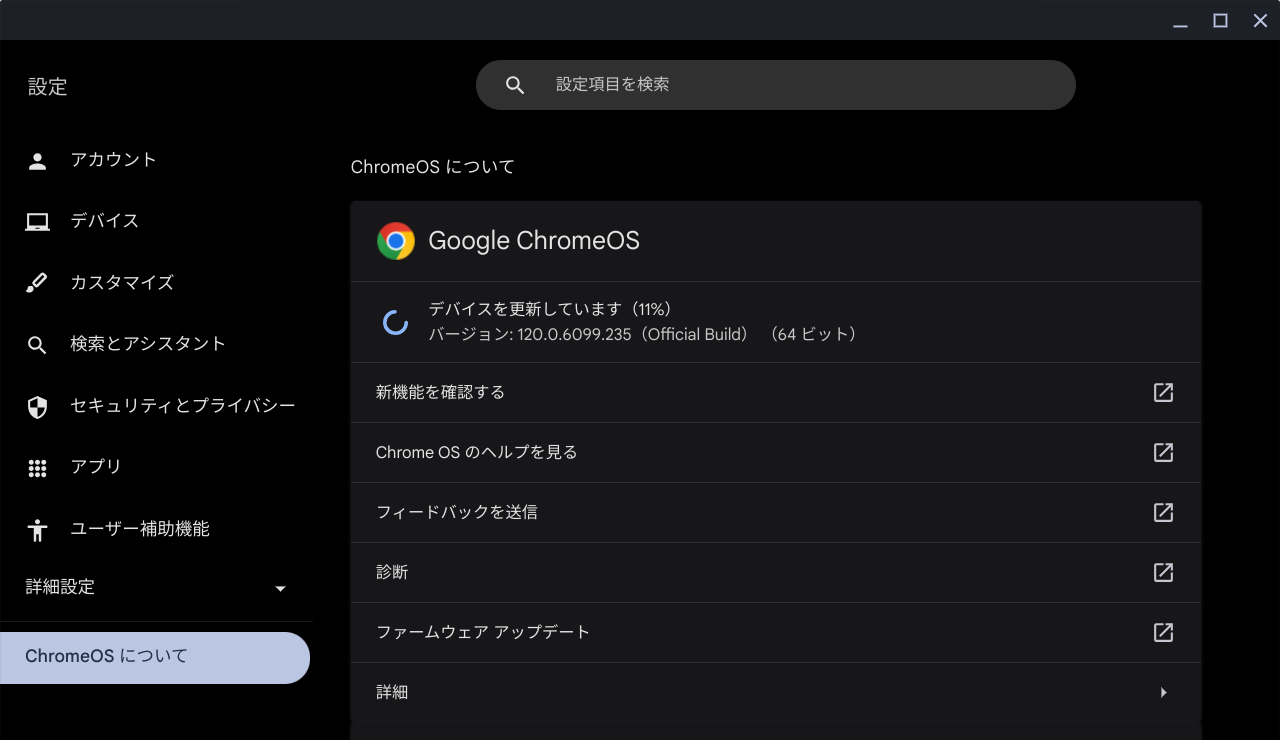 設定
設定項目を検索
アカウント
デバイス
カスタマイズ
検索とアシスタント
セキュリティとプライバシー
アプリ
ユーザー補助機能
詳細設定
ChromeOS について
ChromeOS について
Google ChromeOS
デバイスを更新しています（11%）
バージョン: 120.0.6099.235（Official Build） （64 ビット）
新機能を確認する
Chrome OS のヘルプを見る
フィードバックを送信
診断
ファームウェア アップデート
詳細